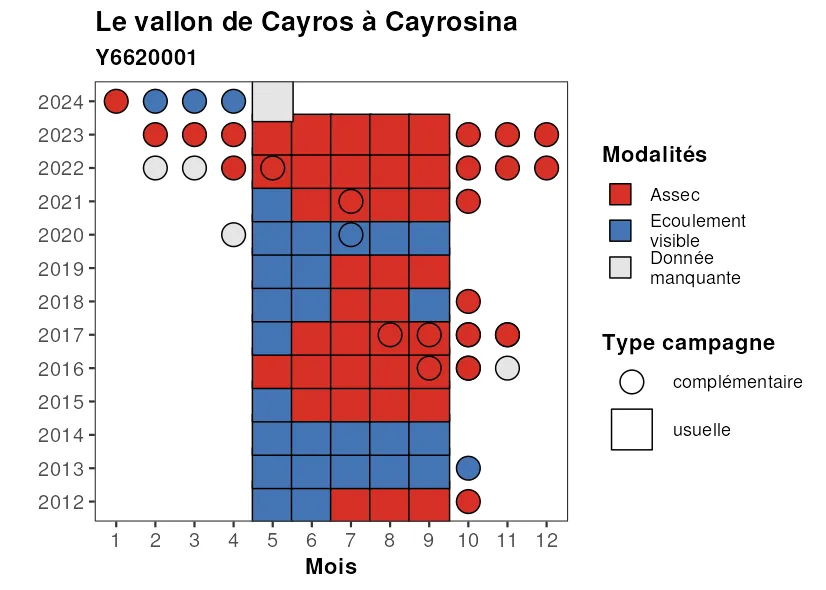 Le vallon de Cayros à Cayrosina
Y6620001
2024
2023
2022
2021
2020
2019
2018
2017
2016
2015
2014
2013
2012
1 2 3 4 5 6 7 8 9 10 11 12
Mois
Modalités
Assec
Ecoulement
visible
Donnée
manquante
Type campagne
complémentaire
usuelle